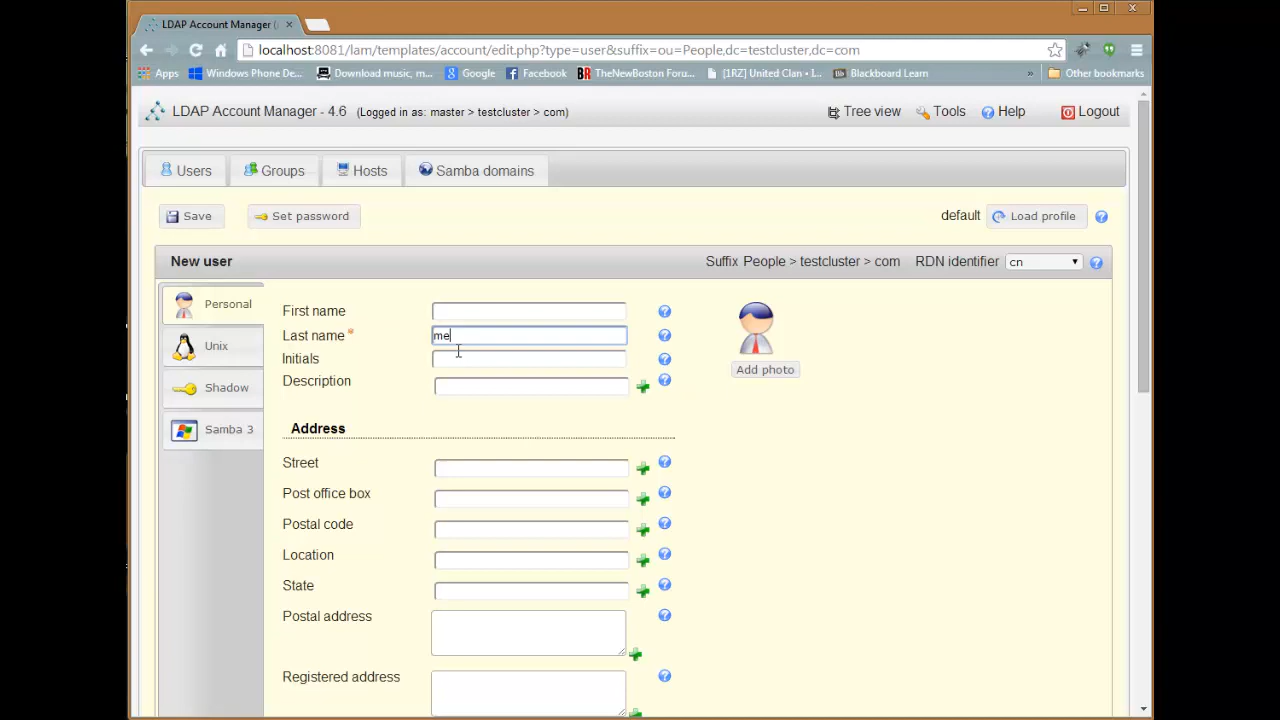 LDAP Account Manager (
localhost:8081/lam/templates/account/edit.php?type=user&suffix=ou=People,dc=testcluster,dc=com
Apps Windows Phone De... Download music, m... Google Facebook TheNewBoston Foru... [1RZ] United Clan - I... Blackboard Learn » Other bookmarks
LDAP Account Manager - 4.6 (Logged in as: master > testcluster > com) Tree view Tools Help Logout
Users Groups Hosts Samba domains
Save Set password default Load profile
New user Suffix People > testcluster > com RDN identifier cn
Personal
Unix
Shadow
Samba 3
First name
Last name * me
Initials
Description
Add photo
Address
Street
Post office box
Postal code
Location
State
Postal address
Registered address